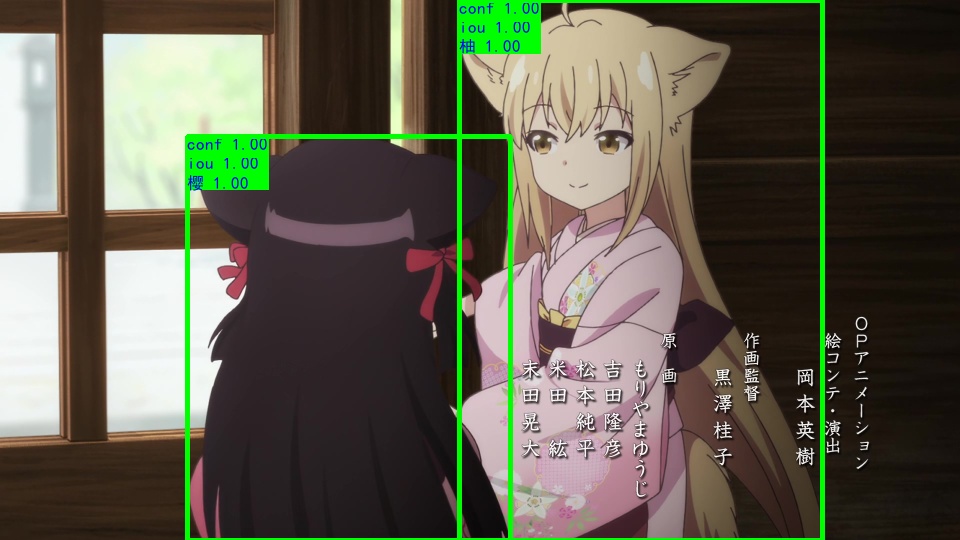 conf 1.00
iou 1.00
柚 1.00
conf 1.00
iou 1.00
櫻 1.00
OPアニメーション
絵コンテ・演出
岡本英樹
作画監督
黒澤桂子
原画
もりやまゆうじ
吉田隆彦
松本純平
米田 紘
末田晃大